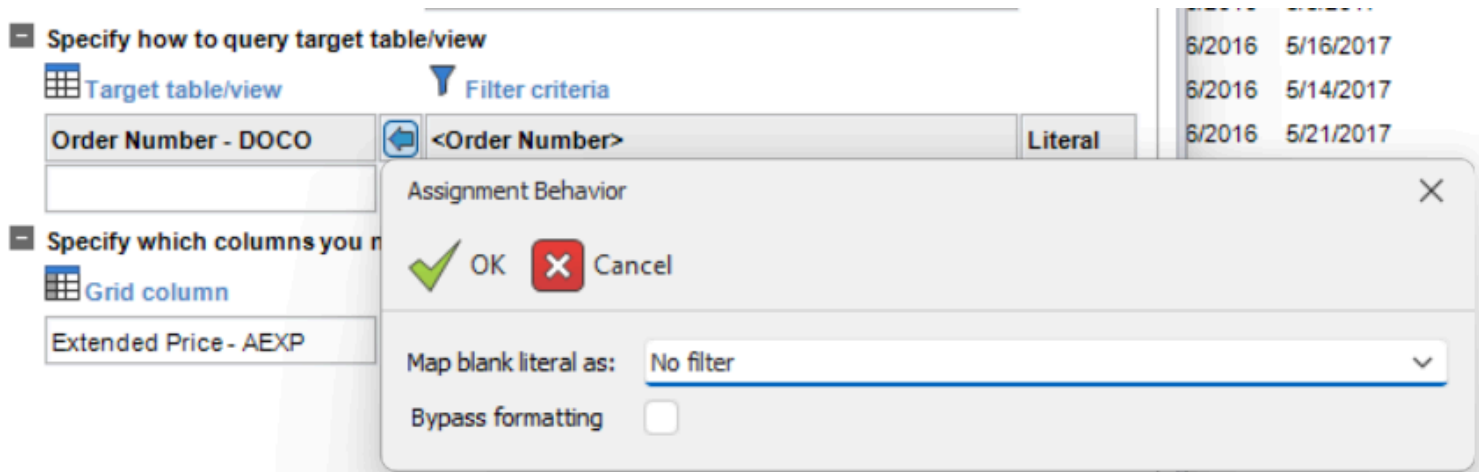 Specify how to query target table/view
Target table/view Filter criteria
Order Number - DOCO <Order Number> Literal
6/2016 5/16/2017
6/2016 5/14/2017
6/2016 5/21/2017
Assignment Behavior
OK Cancel
Specify which columns you
Grid column
Extended Price - AEXP
Map blank literal as: No filter
Bypass formatting